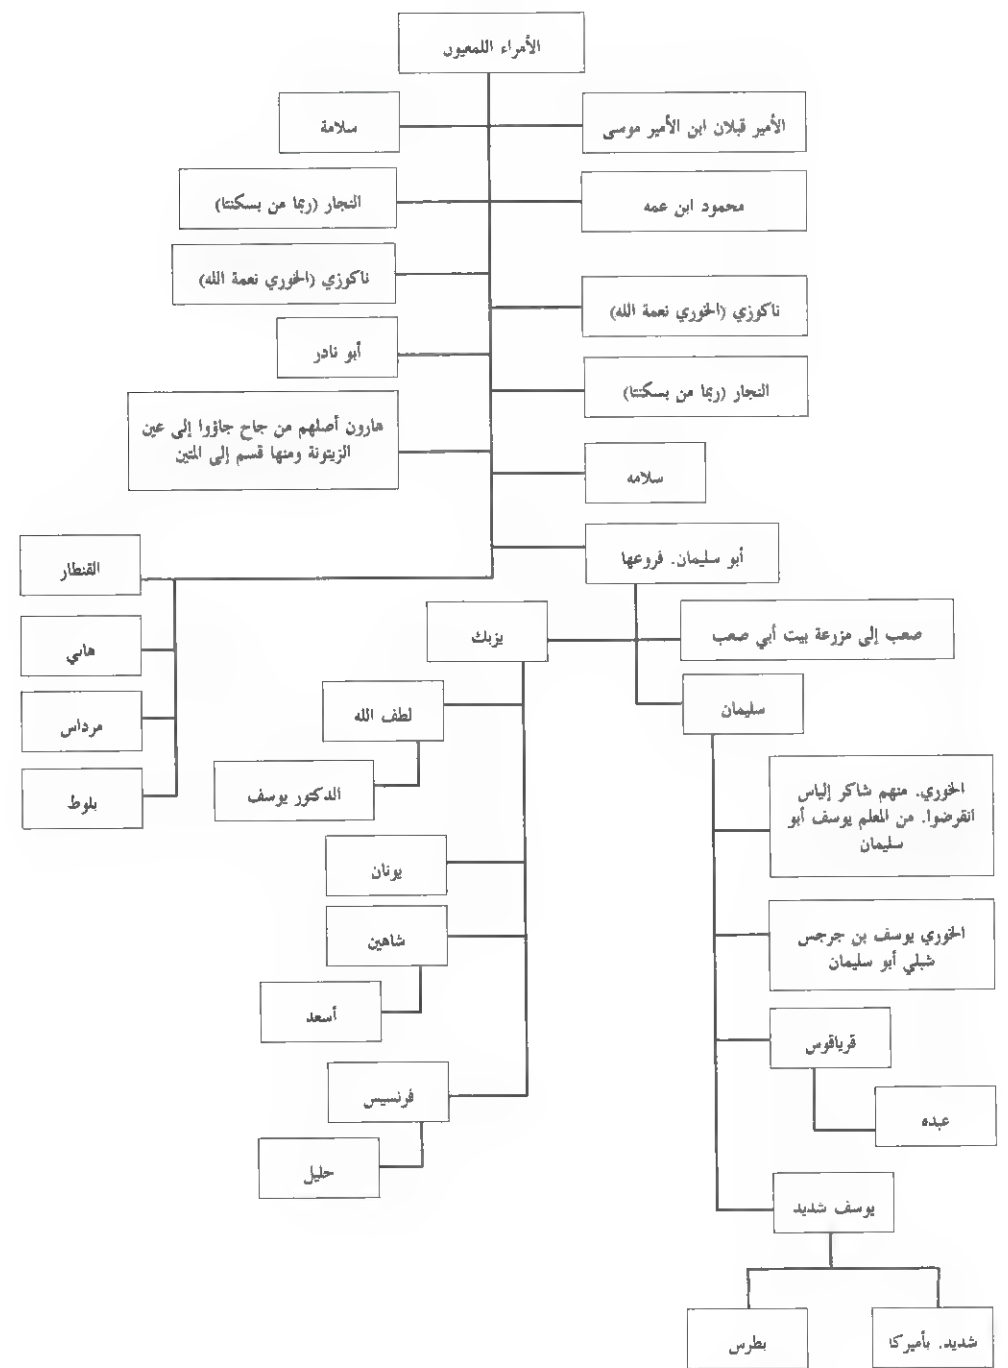 الأمراء اللمعيون
الأمير قبلان ابن الأمير موسى
سلامة
محمود ابن عمه
النجار (ربما من بسكنتا)
ناكوزي (الخوري نعمة الله)
ناكوزي (الخوري نعمة الله)
أبو نادر
النجار (ربما من بسكنتا)
هارون أصلهم من جاح جاؤوا إلى عين
الزيتونة ومنها قسم إلى المتين
سلامه
أبو سليمان. فروعها
القنطار
صعب إلى مزرعة بيت أبي صعب
يزبك
هاني
سليمان
لطف الله
مرداس
الدكتور يوسف
بلوط
الخوري. منهم شاكر إلياس
انقرضوا. من المعلم يوسف أبو
سليمان
يونان
الخوري يوسف بن جرجس
شبلي أبو سليمان
شاهين
أسعد
قرياقوس
فرنسيس
عبده
خليل
يوسف شديد
شديد. بأميركا
بطرس